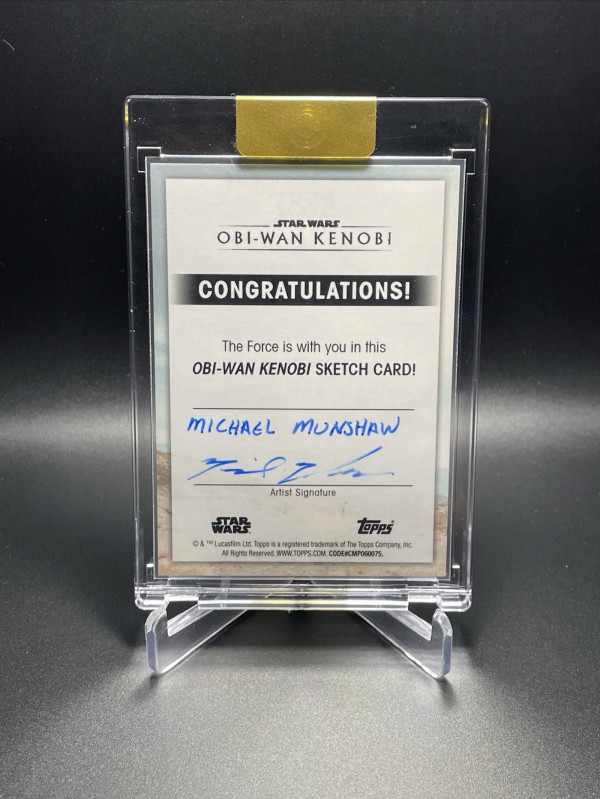 STAR WARS
OBI-WAN KENOBI
CONGRATULATIONS!
The Force is with you in this
OBI-WAN KENOBI SKETCH CARD!
MICHAEL MUNSHAW
Artist Signature
STAR WARS
Topps
© & ™ Lucasfilm Ltd. Topps is a registered trademark of The Topps Company, Inc.
All Rights Reserved. WWW.TOPPS.COM. CODE#CMP060075.